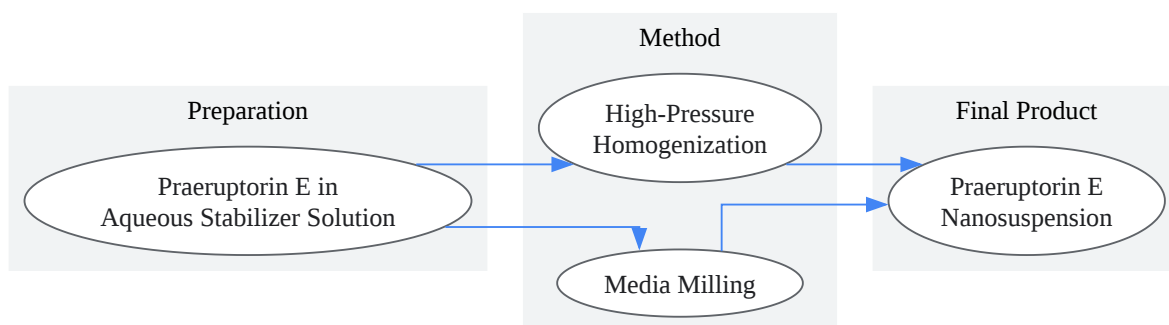 Preparation
Praeruptorin E in
Aqueous Stabilizer Solution
Method
High-Pressure
Homogenization
Media Milling
Final Product
Praeruptorin E
Nanosuspension